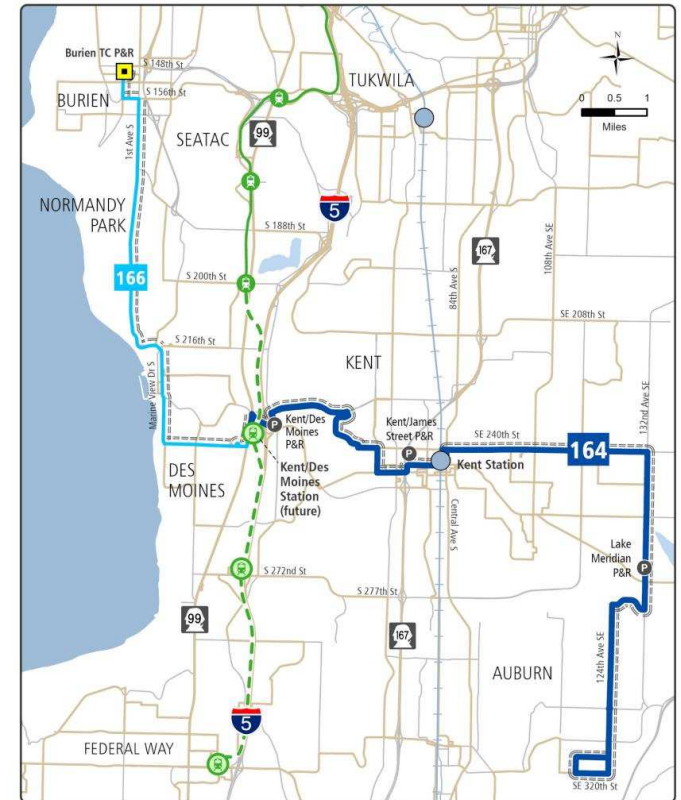 Burien TC P&R
S 148th St
S 156th St
BURIEN
TUKWILA
N
0 0.5 1
Miles
SEATAC
99
1st Ave S
NORMANDY
PARK
5
S 188th St
167
108th Ave SE
84th Ave S
166
S 200th St
SE 208th St
S 216th St
KENT
Marine View Dr S
132nd Ave SE
P
Kent/Des
Moines
P&R
Kent/James
Street P&R
P
SE 240th St
164
Kent Station
DES
MOINES
Kent/Des
Moines
Station
(future)
Central Ave S
Lake
Meridian
P&R
P
S 272nd St
S 277th St
99
167
124th Ave SE
AUBURN
5
FEDERAL WAY
SE 320th St